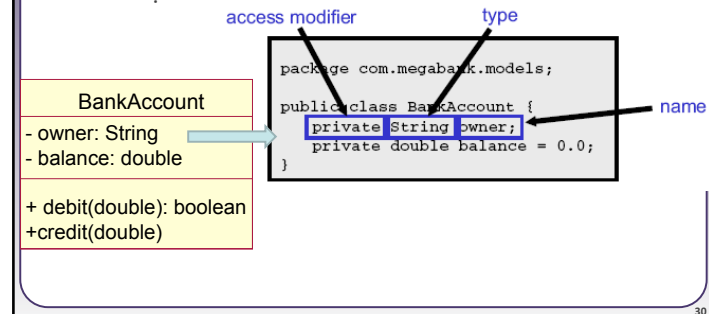 access modifier
type
package com.megabank.models;
public class BankAccount {
private String owner;
private double balance = 0.0;
}
name
BankAccount
- owner: String
- balance: double
+ debit(double): boolean
+credit(double)
30